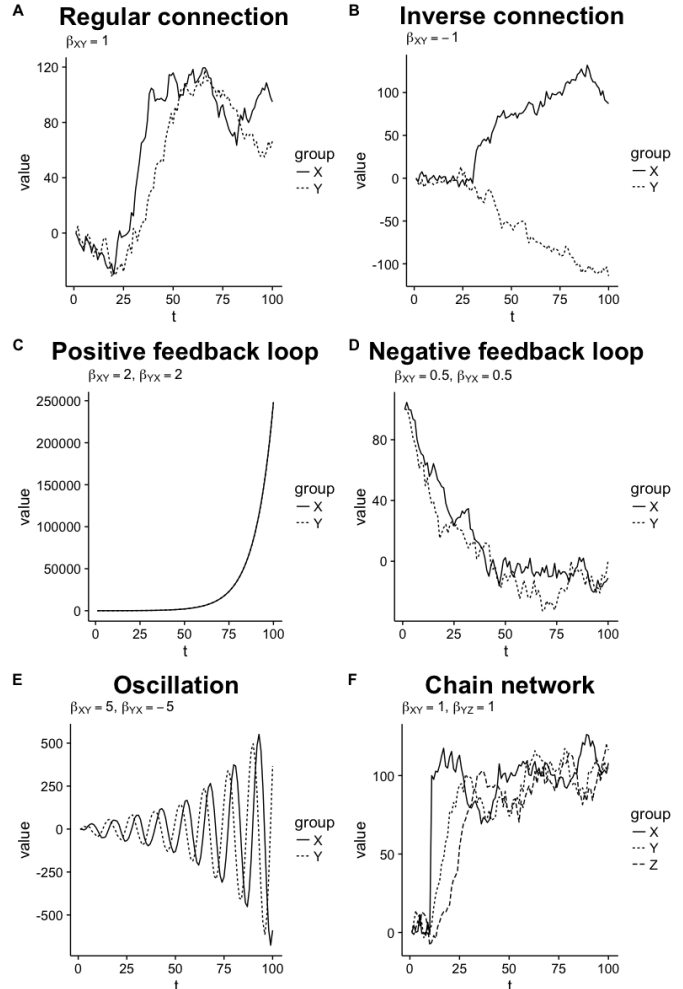 A
Regular connection
βXY = 1
120
80
40
0
value
0
25
50
75
100
t
group
X
Y
B
Inverse connection
βXY = −1
100
50
0
-50
-100
value
0
25
50
75
100
t
group
X
Y
C
Positive feedback loop
βXY = 2, βYX = 2
250000
200000
150000
100000
50000
0
value
0
25
50
75
100
t
group
X
Y
D
Negative feedback loop
βXY = 0.5, βYX = 0.5
80
40
0
value
0
25
50
75
100
t
group
X
Y
E
Oscillation
βXY = 5, βYX = −5
500
250
0
-250
-500
value
0
25
50
75
100
t
group
X
Y
F
Chain network
βXY = 1, βYZ = 1
100
50
0
value
0
25
50
75
100
t
group
X
Y
Z